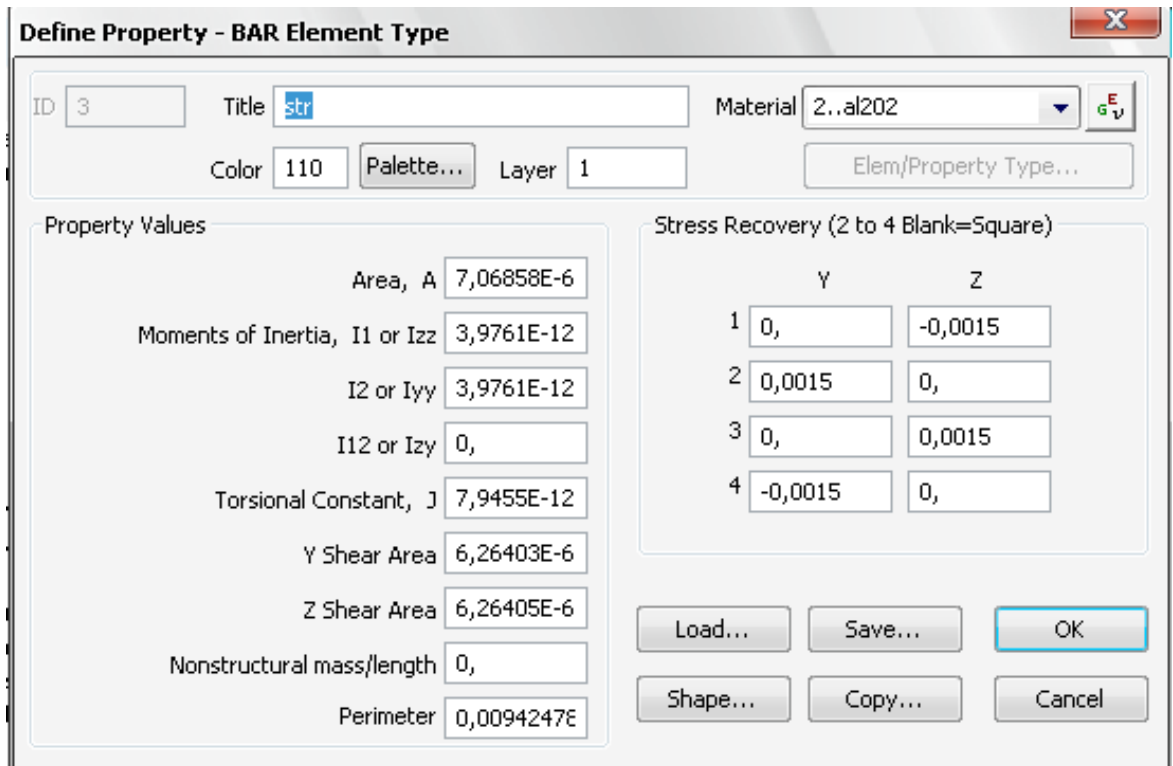 Define Property - BAR Element Type
ID 3 Title str Material 2..al202 G E ν
Color 110 Palette... Layer 1 Elem/Property Type...
Property Values
Area, A 7,06858E-6
Moments of Inertia, I1 or Izz 3,9761E-12
I2 or Iyy 3,9761E-12
I12 or Izy 0,
Torsional Constant, J 7,9455E-12
Y Shear Area 6,26403E-6
Z Shear Area 6,26405E-6
Nonstructural mass/length 0,
Perimeter 0,00942478
Stress Recovery (2 to 4 Blank=Square)
Y Z
1 0, -0,0015
2 0,0015 0,
3 0, 0,0015
4 -0,0015 0,
Load... Save... OK
Shape... Copy... Cancel